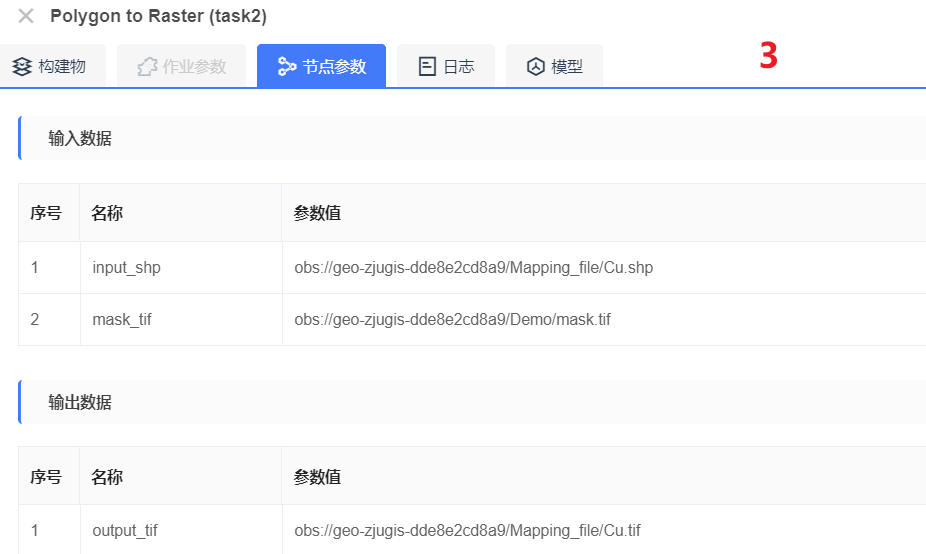 Polygon to Raster (task2)
构建物 作业参数 节点参数 日志 模型 3
输入数据
序号 名称 参数值
1 input_shp obs://geo-zjugis-dde8e2cd8a9/Mapping_file/Cu.shp
2 mask_tif obs://geo-zjugis-dde8e2cd8a9/Demo/mask.tif
输出数据
序号 名称 参数值
1 output_tif obs://geo-zjugis-dde8e2cd8a9/Mapping_file/Cu.tif